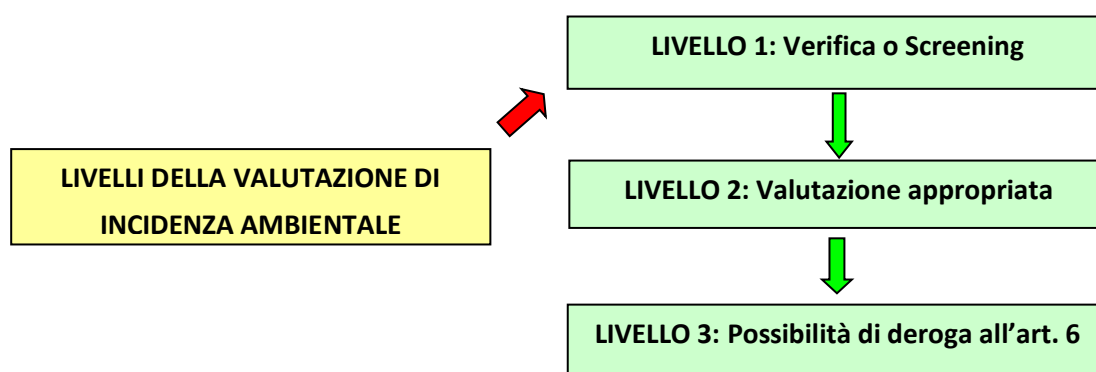 LIVELLO 1: Verifica o Screening
LIVELLI DELLA VALUTAZIONE DI
INCIDENZA AMBIENTALE
LIVELLO 2: Valutazione appropriata
LIVELLO 3: Possibilità di deroga all’art. 6